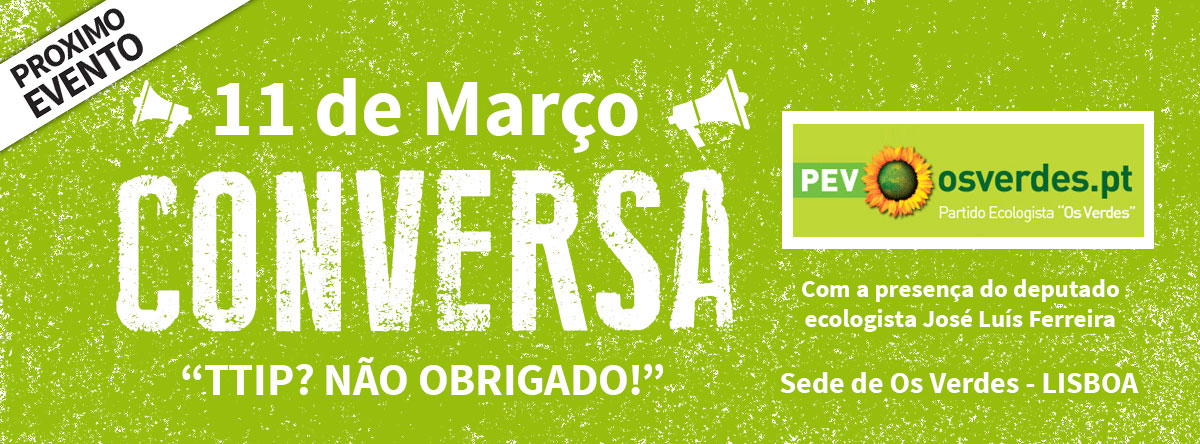 PROXIMO
EVENTO
11 de Março
CONVERSA
“TTIP? NÃO OBRIGADO!”
PEV osverdes.pt
Partido Ecologista “Os Verdes”
Com a presença do deputado
ecologista José Luís Ferreira
Sede de Os Verdes - LISBOA